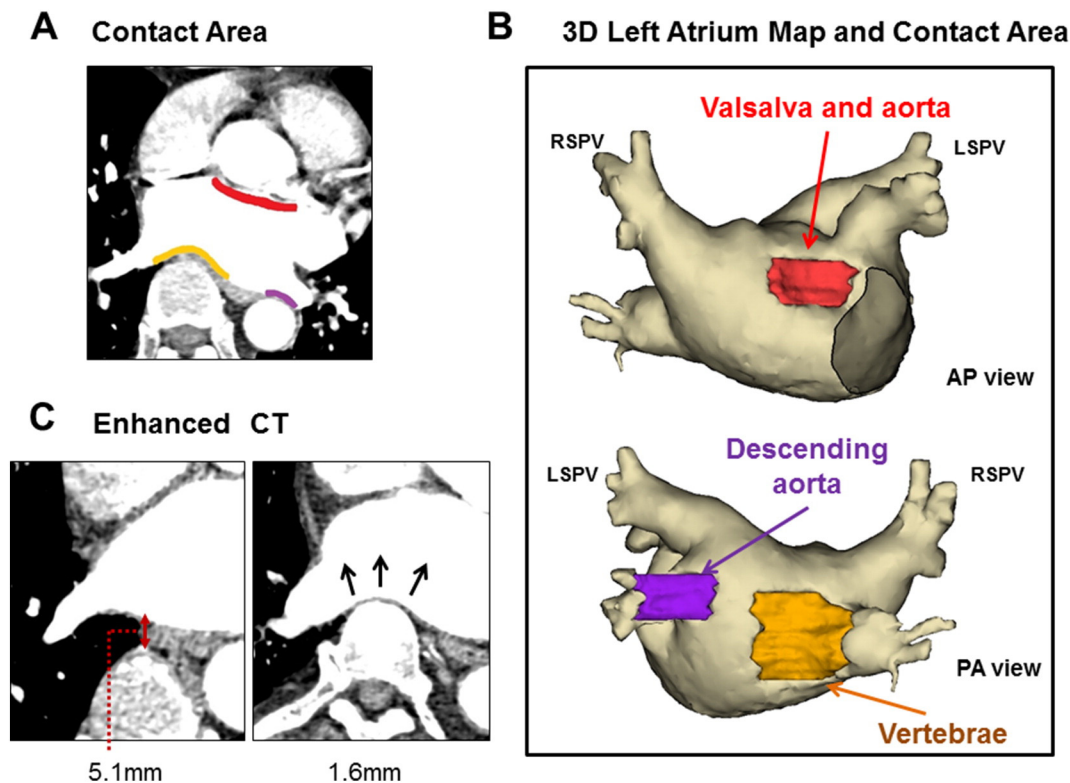 A Contact Area
B 3D Left Atrium Map and Contact Area
Valsalva and aorta
RSPV
LSPV
AP view
C Enhanced CT
5.1mm
1.6mm
Descending
aorta
LSPV
RSPV
PA view
Vertebrae